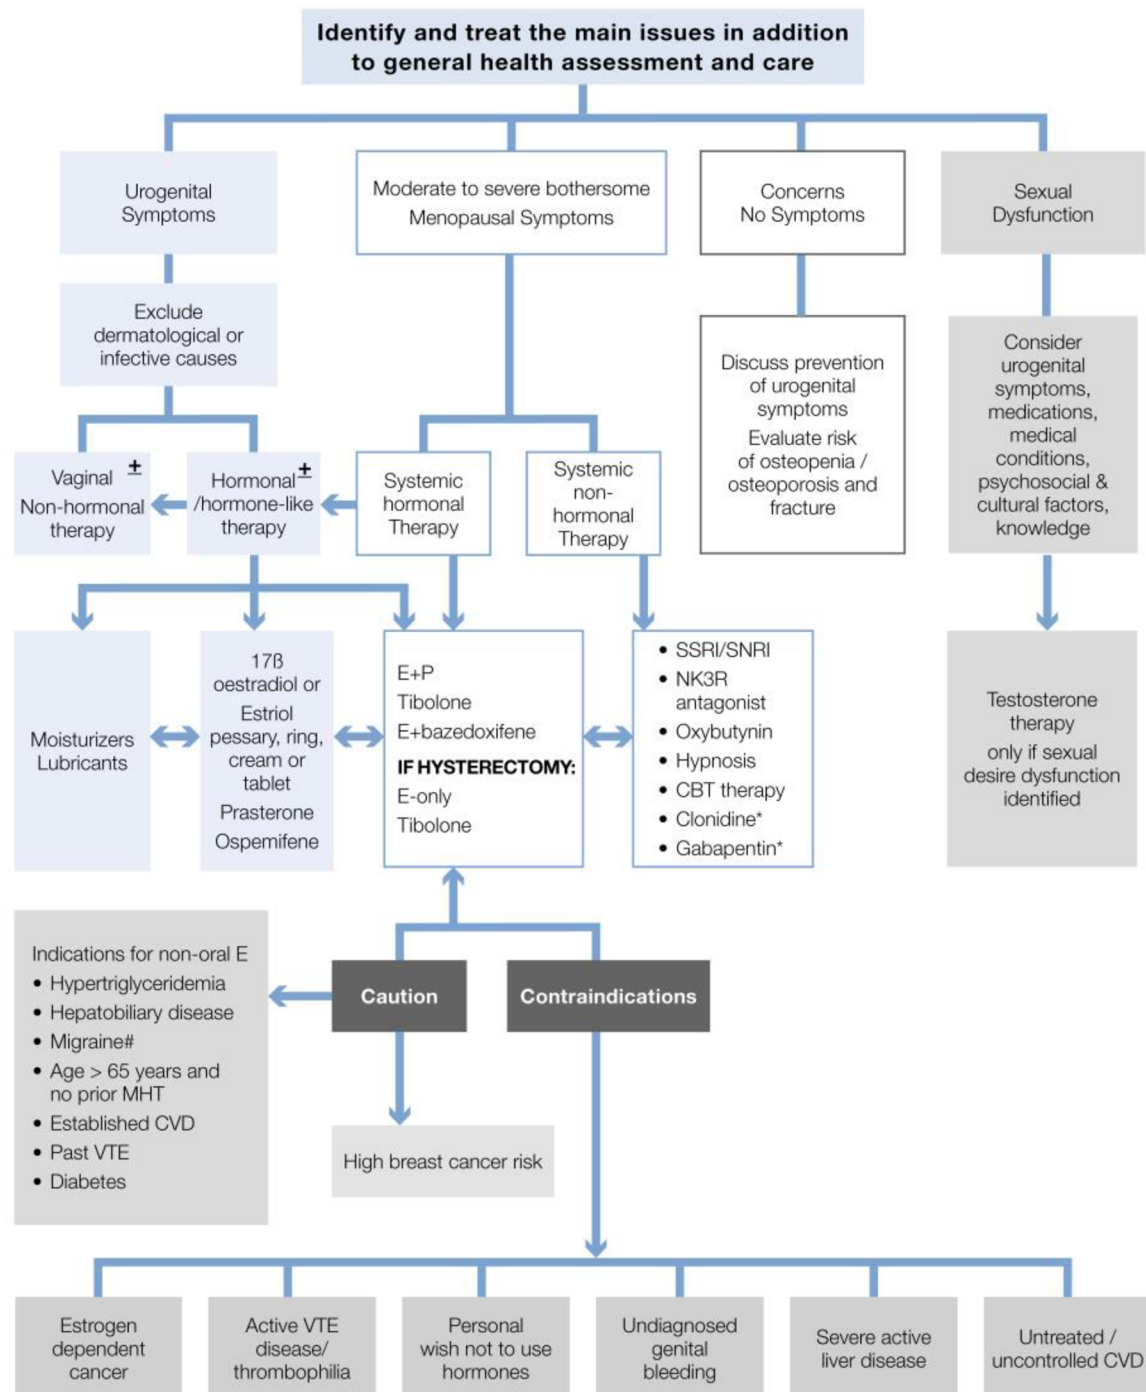 Identify and treat the main issues in addition
to general health assessment and care
Urogenital
Symptoms
Moderate to severe bothersome
Menopausal Symptoms
Concerns
No Symptoms
Sexual
Dysfunction
Exclude
dermatological or
infective causes
Discuss prevention
of urogenital
symptoms
Evaluate risk
of osteopenia /
osteoporosis and
fracture
Consider
urogenital
symptoms,
medications,
medical
conditions,
psychosocial &
cultural factors,
knowledge
Vaginal ±
Non-hormonal
therapy
Hormonal ±
/hormone-like
therapy
Systemic
hormonal
Therapy
Systemic
non-
hormonal
Therapy
Moisturizers
Lubricants
17ß
oestradiol or
Estriol
pessary, ring,
cream or
tablet
Prasterone
Ospemifene
E+P
Tibolone
E+bazedoxifene
IF HYSTERECTOMY:
E-only
Tibolone
• SSRI/SNRI
• NK3R
antagonist
• Oxybutynin
• Hypnosis
• CBT therapy
• Clonidine*
• Gabapentin*
Testosterone
therapy
only if sexual
desire dysfunction
identified
Indications for non-oral E
• Hypertriglyceridemia
• Hepatobiliary disease
• Migraine#
• Age > 65 years and
no prior MHT
• Established CVD
• Past VTE
• Diabetes
Caution
Contraindications
High breast cancer risk
Estrogen
dependent
cancer
Active VTE
disease/
thrombophilia
Personal
wish not to use
hormones
Undiagnosed
genital
bleeding
Severe active
liver disease
Untreated /
uncontrolled CVD